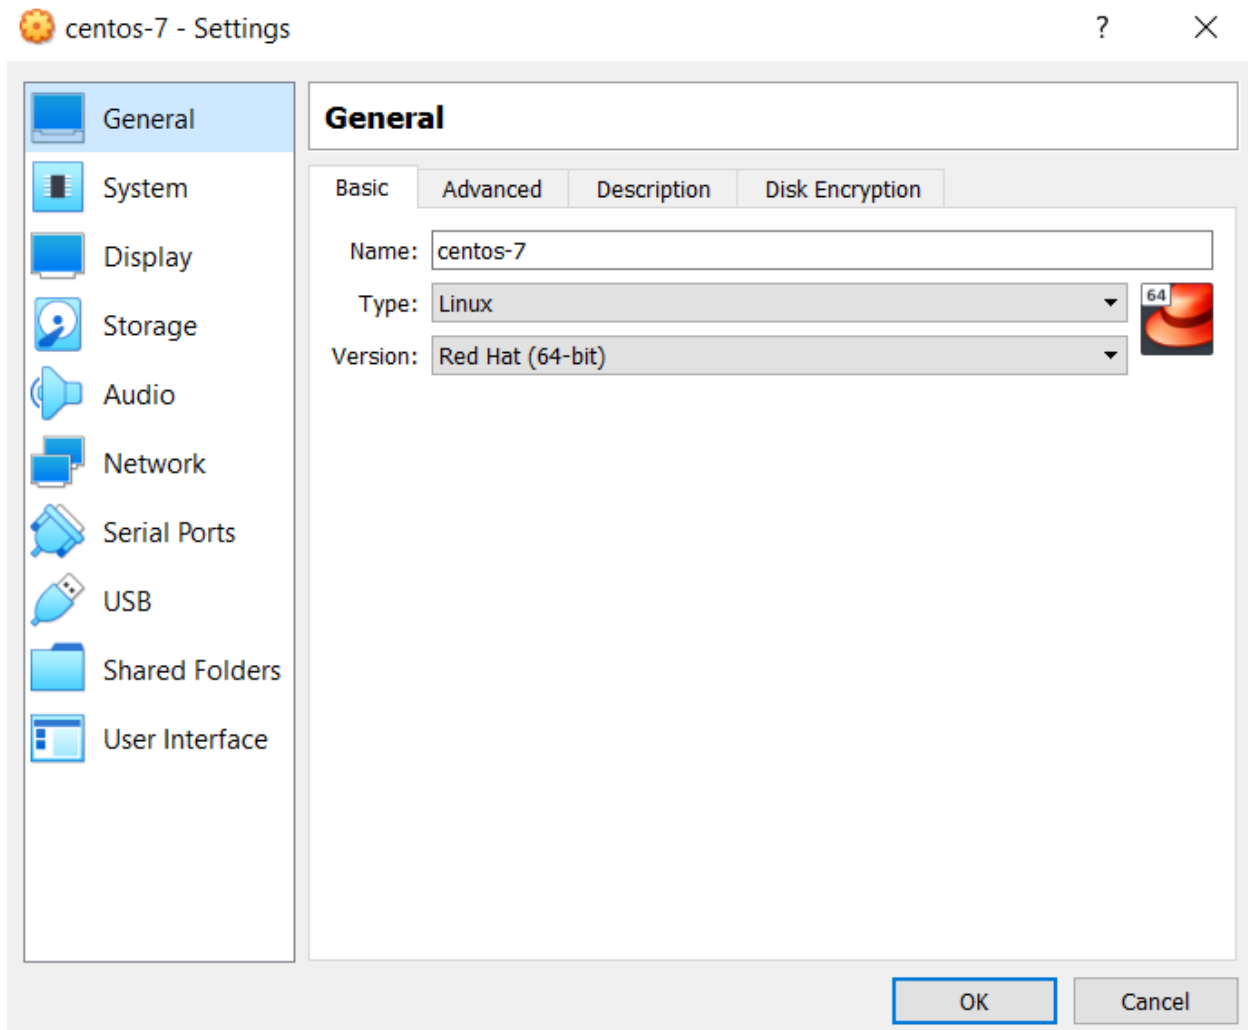 centos-7 - Settings
?
General
System
Display
Storage
Audio
Network
Serial Ports
USB
Shared Folders
User Interface
General
Basic Advanced Description Disk Encryption
Name: centos-7
Type: Linux
64
Version: Red Hat (64-bit)
OK Cancel